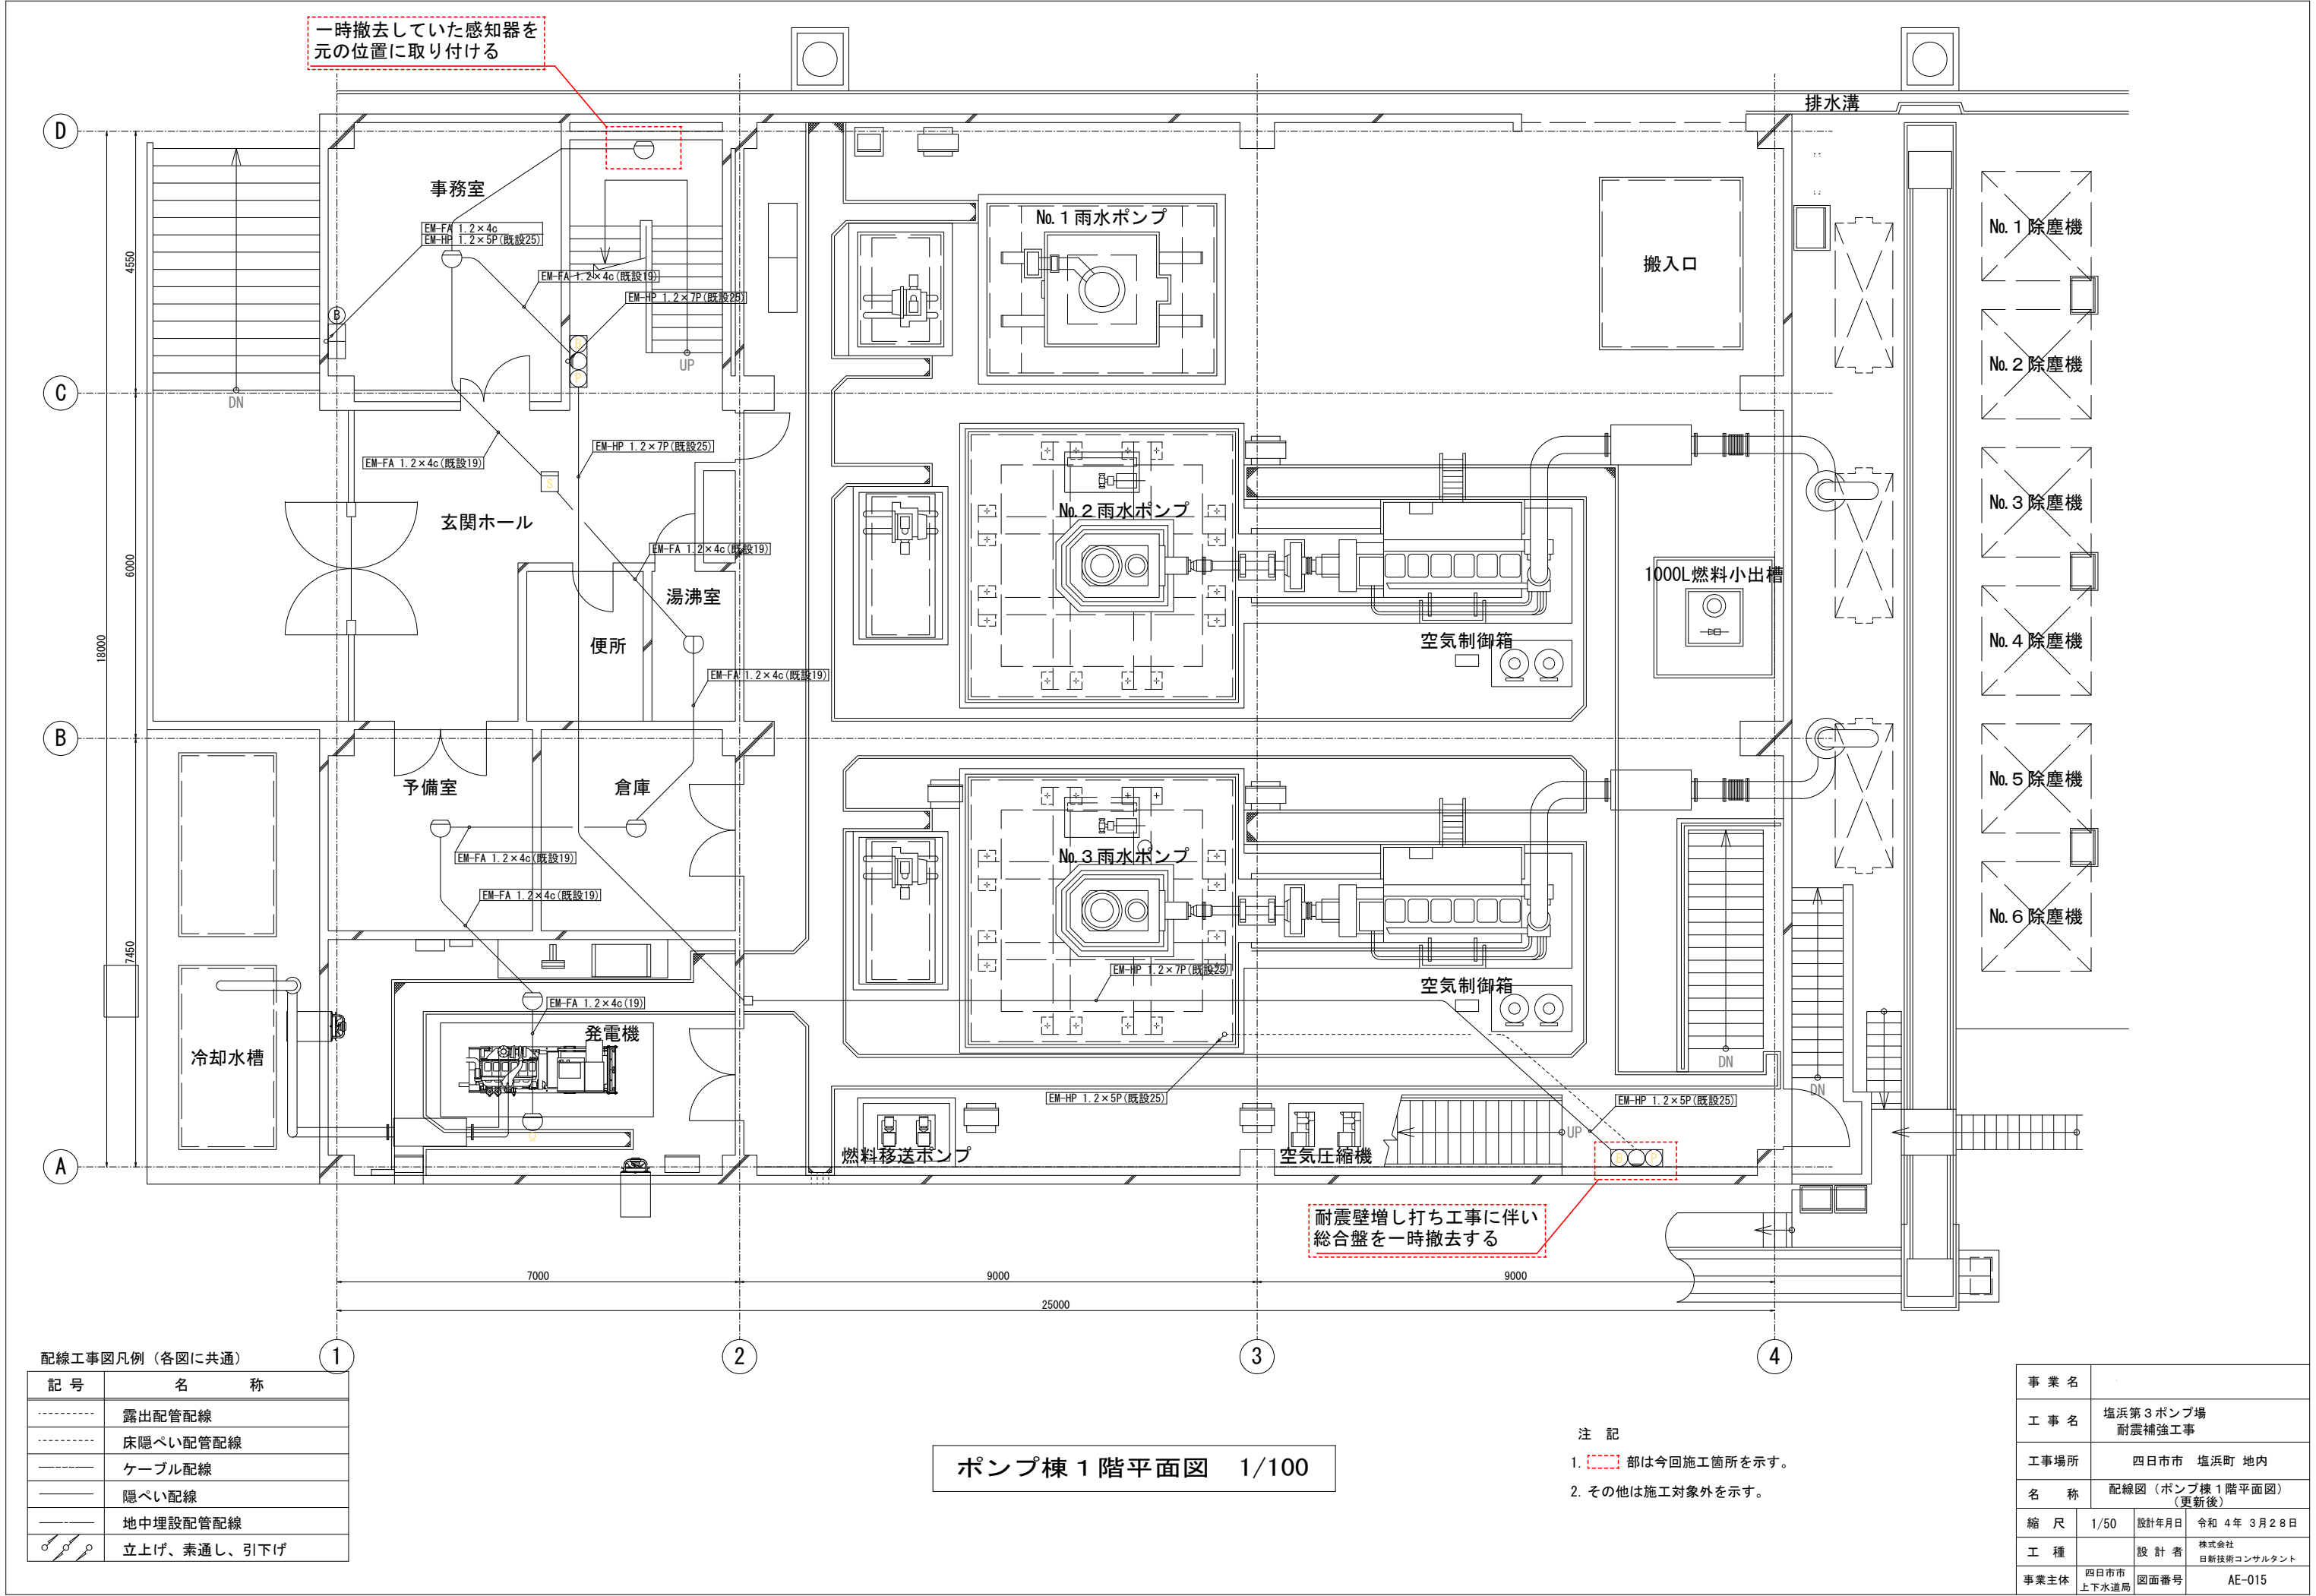 一時撤去していた感知器を
元の位置に取り付ける
排水溝
D
事務室
No.1雨水ポンプ
搬入口
No.1除塵機
EM-FA 1.2×4c
EM-HP 1.2×5P(既設25)
4550
EM-FA 1.2×4c(既設19)
EM-HP 1.2×7P(既設25)
B
B
P
UP
No.2除塵機
C
DN
EM-HP 1.2×7P(既設25)
EM-FA 1.2×4c(既設19)
S
No.3除塵機
玄関ホール
No.2雨水ポンプ
EM-FA 1.2×4c(既設19)
6000
湯沸室
1000L燃料小出槽
18000
便所
空気制御箱
No.4除塵機
EM-FA 1.2×4c(既設19)
B
予備室
倉庫
No.5除塵機
EM-FA 1.2×4c(既設19)
No.3雨水ポンプ
EM-FA 1.2×4c(既設19)
No.6除塵機
7450
EM-HP 1.2×7P(既設25)
空気制御箱
EM-FA 1.2×4c(19)
発電機
冷却水槽
DN
DN
EM-HP 1.2×5P(既設25)
EM-HP 1.2×5P(既設25)
UP
Ω
A
燃料移送ポンプ
空気圧縮機
B
P
耐震壁増し打ち工事に伴い
総合盤を一時撤去する
7000
9000
9000
25000
1
2
3
4
配線工事図凡例（各図に共通）
記号 名称
露出配管配線
床隠ぺい配管配線
ケーブル配線
隠ぺい配線
地中埋設配管配線
立上げ、素通し、引下げ
ポンプ棟１階平面図 1/100
注 記
1. 部は今回施工箇所を示す。
2. その他は施工対象外を示す。
事業名
工事名 塩浜第３ポンプ場
耐震補強工事
工事場所 四日市市 塩浜町 地内
名称 配線図（ポンプ棟１階平面図）
（更新後）
縮尺 1/50 設計年月日 令和 4年 3月28日
工種 設計者 株式会社
日新技術コンサルタント
事業主体 四日市市
上下水道局 図面番号 AE-015